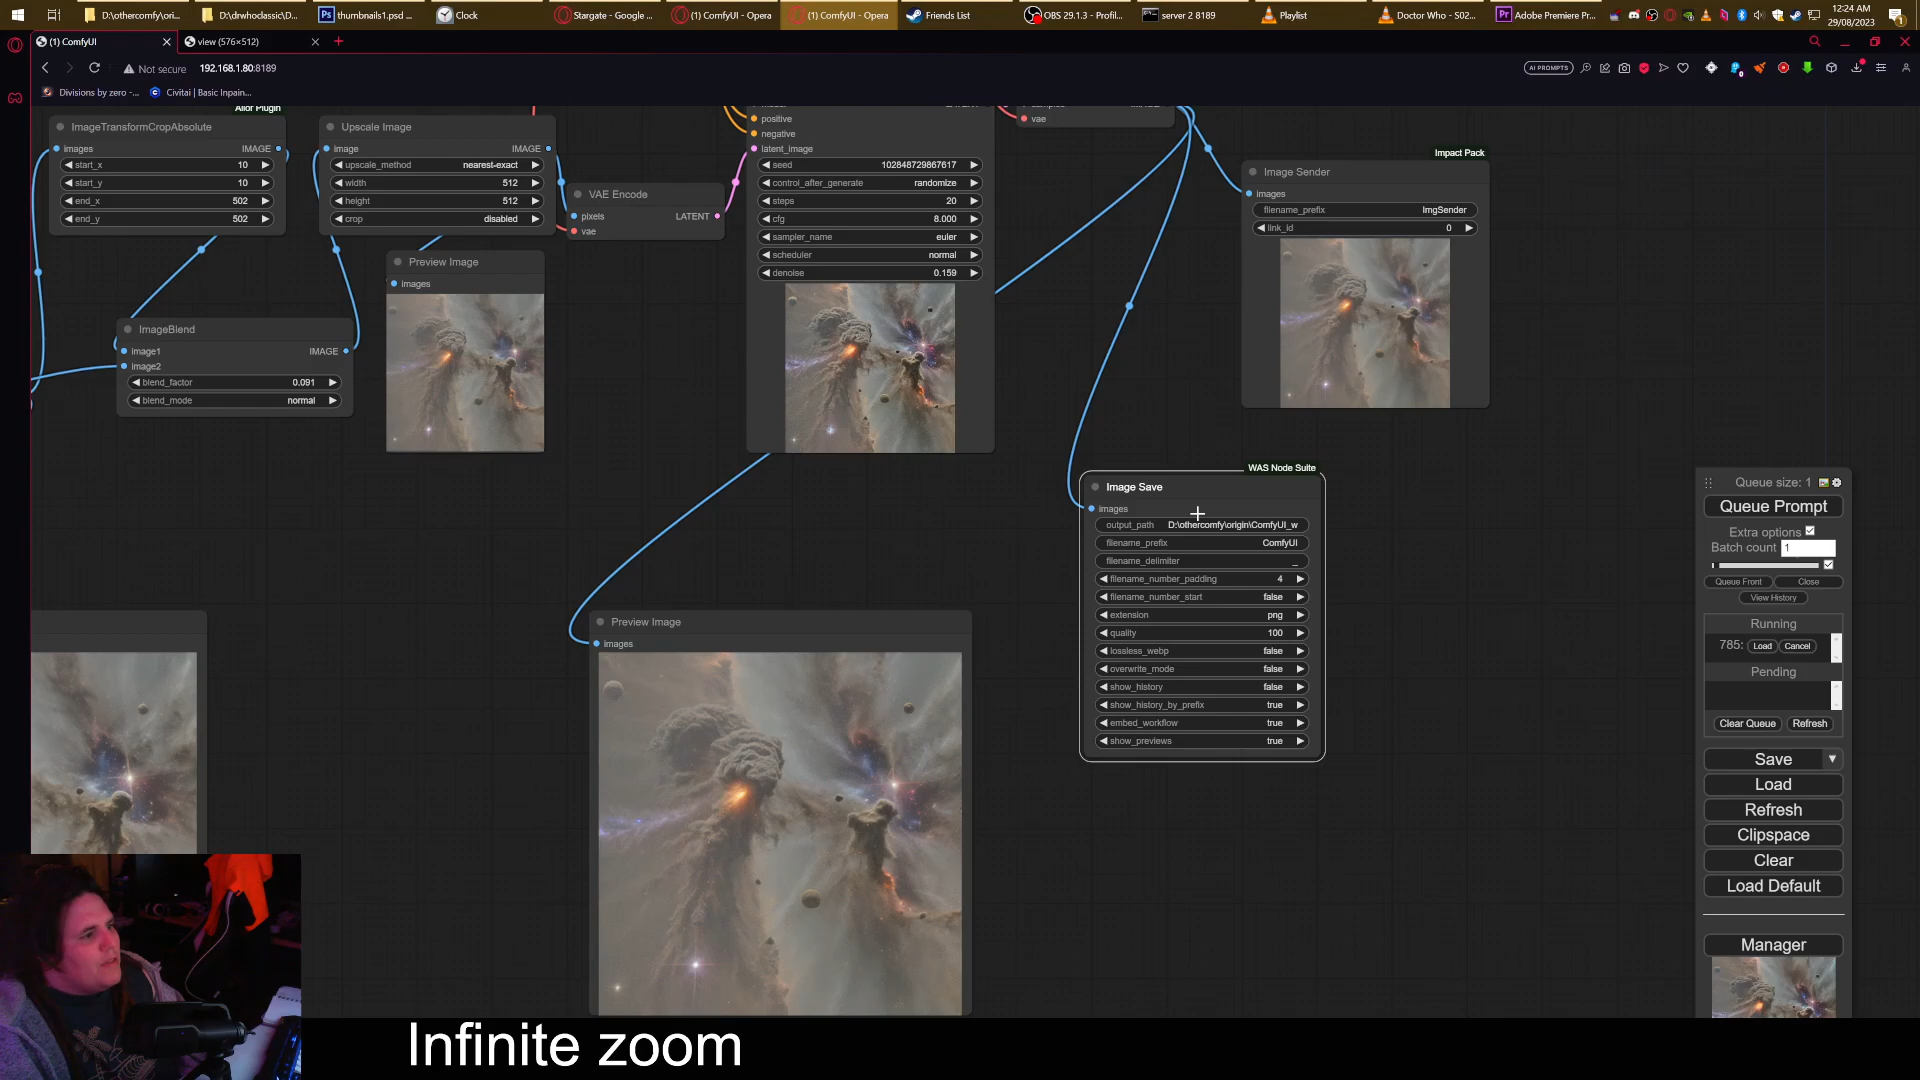 D:\othercomfy\ori...
D:\drwhoclassic\D...
thumbnails1.psd ...
Clock
Stargate - Google ...
(1) ComfyUI - Opera
(1) ComfyUI - Opera
Friends List
OBS 29.1.3 - Profil...
server 2 8189
Playlist
Doctor Who - S02...
Adobe Premiere Pr...
12:24 AM
29/08/2023
(1) ComfyUI
view (576×512)
Not secure
192.168.1.80:8189
AI PROMPTS
Divisions by zero -...
Civitai | Basic Inpain...
Allor Plugin
ImageTransformCropAbsolute
images
IMAGE
start_x 10
start_y 10
end_x 502
end_y 502
Upscale Image
image
IMAGE
upscale_method nearest-exact
width 512
height 512
crop disabled
VAE Encode
pixels
LATENT
vae
positive
negative
latent_image
seed 102848729867617
control_after_generate randomize
steps 20
cfg 8.000
sampler_name euler
scheduler normal
denoise 0.159
vae
Impact Pack
Image Sender
images
filename_prefix ImgSender
link_id 0
Preview Image
images
ImageBlend
image1
IMAGE
image2
blend_factor 0.091
blend_mode normal
WAS Node Suite
Image Save
images
output_path D:\othercomfy\origin\ComfyUI_w
filename_prefix ComfyUI
filename_delimiter _
filename_number_padding 4
filename_number_start false
extension png
quality 100
lossless_webp false
overwrite_mode false
show_history false
show_history_by_prefix true
embed_workflow true
show_previews true
Preview Image
images
Queue size: 1
Queue Prompt
Extra options
Batch count 1
Queue Front
Close
View History
Running
785: Load Cancel
Pending
Clear Queue
Refresh
Save
Load
Refresh
Clipspace
Clear
Load Default
Manager
Infinite zoom